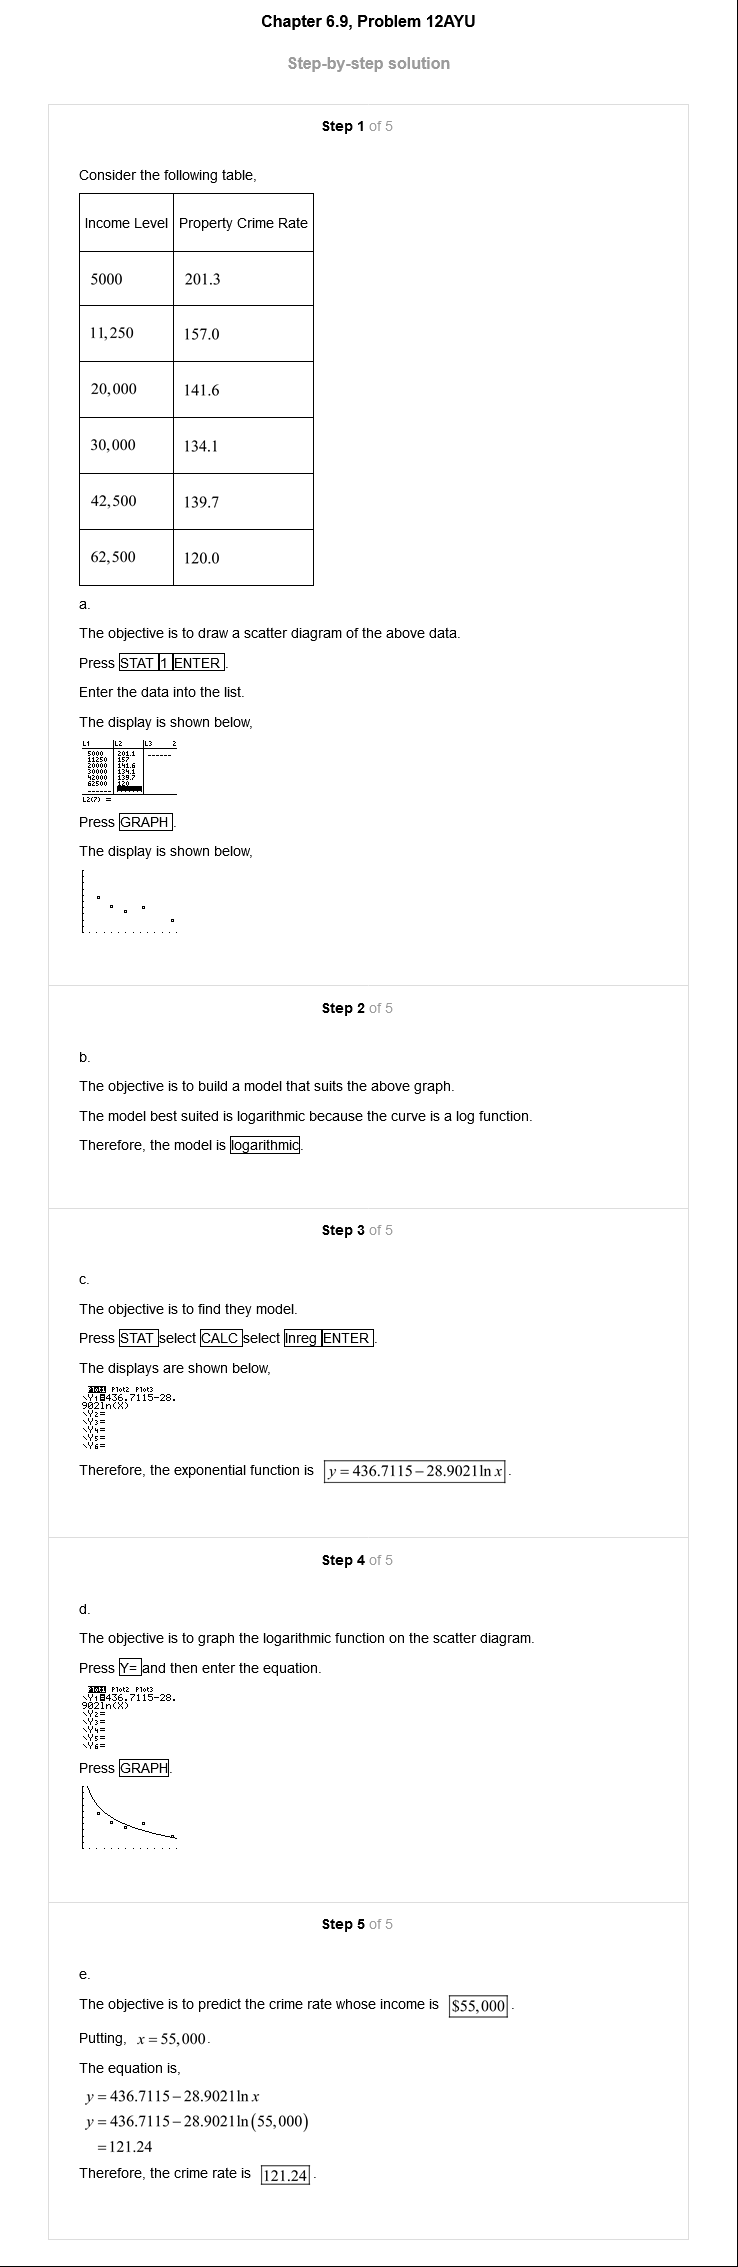 Chapter 6.9, Problem 12AYU
Step-by-step solution
Step 1 of 5
Consider the following table,
Income Level Property Crime Rate
5000 201.3
11,250 157.0
20,000 141.6
30,000 134.1
42,500 139.7
62,500 120.0
a.
The objective is to draw a scatter diagram of the above data.
Press STAT 1 ENTER.
Enter the data into the list.
The display is shown below,
L1 L2 L3 2
5000 201.1 ------
11250 157
20000 141.6
30000 134.1
42000 139.7
62500 120
------
L2(7) =
Press GRAPH.
The display is shown below,
Step 2 of 5
b.
The objective is to build a model that suits the above graph.
The model best suited is logarithmic because the curve is a log function.
Therefore, the model is logarithmic.
Step 3 of 5
c.
The objective is to find they model.
Press STAT select CALC select lnreg ENTER.
The displays are shown below,
Plot1 Plot2 Plot3
\Y1=436.7115-28.
902ln(X)
\Y2=
\Y3=
\Y4=
\Y5=
\Y6=
Therefore, the exponential function is y = 436.7115 – 28.9021 ln x.
Step 4 of 5
d.
The objective is to graph the logarithmic function on the scatter diagram.
Press Y= and then enter the equation.
Plot1 Plot2 Plot3
\Y1=436.7115-28.
902ln(X)
\Y2=
\Y3=
\Y4=
\Y5=
\Y6=
Press GRAPH.
Step 5 of 5
e.
The objective is to predict the crime rate whose income is $55,000.
Putting, x = 55,000.
The equation is,
y = 436.7115 – 28.9021 ln x
y = 436.7115 – 28.9021 ln (55,000)
= 121.24
Therefore, the crime rate is 121.24.